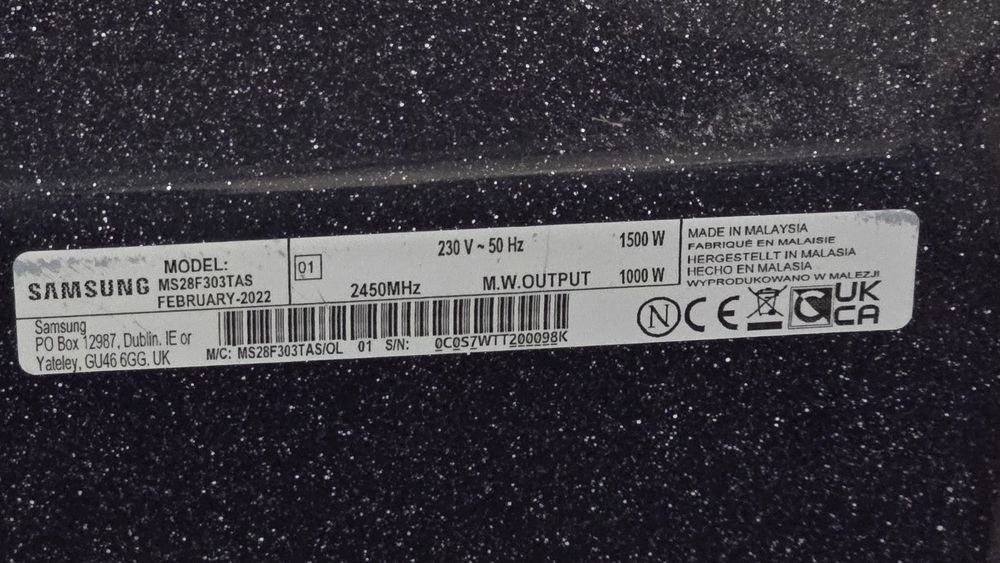 SAMSUNG
MODEL:
MS28F303TAS
FEBRUARY-2022
01
230 V ~ 50 Hz
1500 W
2450MHz
M.W.OUTPUT
1000 W
MADE IN MALAYSIA
FABRIQUÉ EN MALAISIE
HERGESTELLT IN MALASIA
HECHO EN MALASIA
WYPRODUKOWANO W MALEZJI
Samsung
PO Box 12987, Dublin. IE or
Yateley, GU46 6GG. UK
M/C: MS28F303TAS/OL 01 S/N: 0C0S7WTT200098K
N
CE
UK
CA